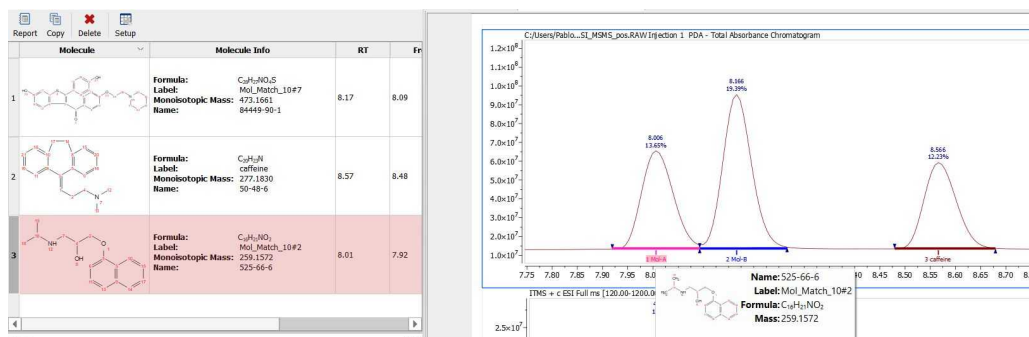 Report Copy Delete Setup
Molecule Molecule Info RT Fr
1
Formula: C₂₈H₂₇NO₄S
Label: Mol_Match_10#7
Monoisotopic Mass: 473.1661
Name: 84449-90-1
8.17 8.09
2
Formula: C₂₀H₂₃N
Label: caffeine
Monoisotopic Mass: 277.1830
Name: 50-48-6
8.57 8.48
3
Formula: C₁₆H₂₁NO₂
Label: Mol_Match_10#2
Monoisotopic Mass: 259.1572
Name: 525-66-6
8.01 7.92
C:/Users/Pablo...SI_MSMS_pos.RAW Injection 1 PDA - Total Absorbance Chromatogram
1.2×10⁸
1.1×10⁸
1.0×10⁸
9.0×10⁷
8.0×10⁷
7.0×10⁷
6.0×10⁷
5.0×10⁷
4.0×10⁷
3.0×10⁷
2.0×10⁷
1.0×10⁷
8.006
13.65%
8.166
19.39%
8.566
12.23%
1 Mol-A 2 Mol-B 3 caffeine
7.75 7.80 7.85 7.90 7.95 8.0 8.30 8.35 8.40 8.45 8.50 8.55 8.60 8.65 8.70 8.75 8
ITMS + c ESI Full ms [120.00-1200.0
2.5×10⁷
Name: 525-66-6
Label: Mol_Match_10#2
Formula: C₁₆H₂₁NO₂
Mass: 259.1572